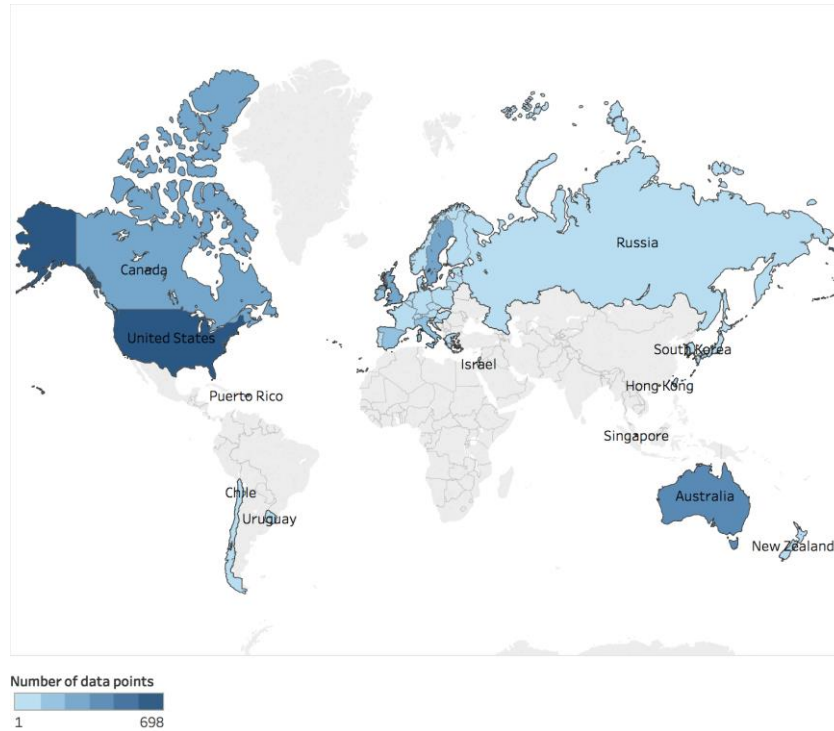 Canada
Russia
United States
South Korea
Israel
Puerto Rico
Hong Kong
Singapore
Chile
Australia
Uruguay
New Zealand
Number of data points
1 698